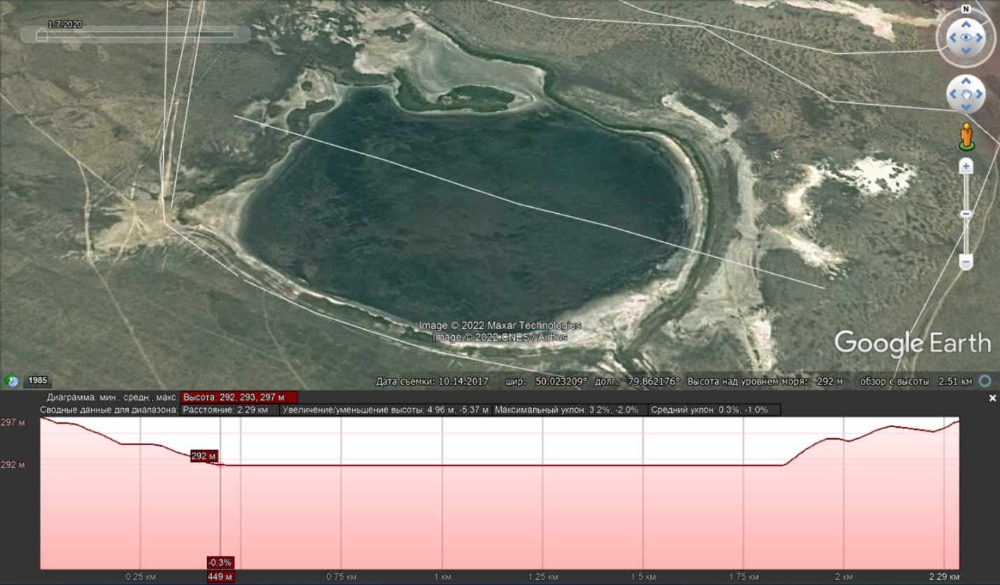 N
1.7.2020
Image © 2022 Maxar Technologies
Image © 2022 CNES / Airbus
Google Earth
1985
Дата съемки: 10.14.2017 шир. 50.023209° долг. 79.862176° Высота над уровнем моря: 292 м обзор с высоты 2.51 км
Диаграмма: мин., средн., макс. Высота: 292, 293, 297 м
Сводные данные для диапазона: Расстояние: 2.29 км Увеличение/уменьшение высоты: 4.96 м, -5.37 м Максимальный уклон: 3.2%, -2.0% Средний уклон: 0.3%, -1.0%
297 м
292 м
292 м
-0.3%
0.25 км 449 м 0.75 км 1 км 1.25 км 1.5 км 1.75 км 2 км 2.29 км